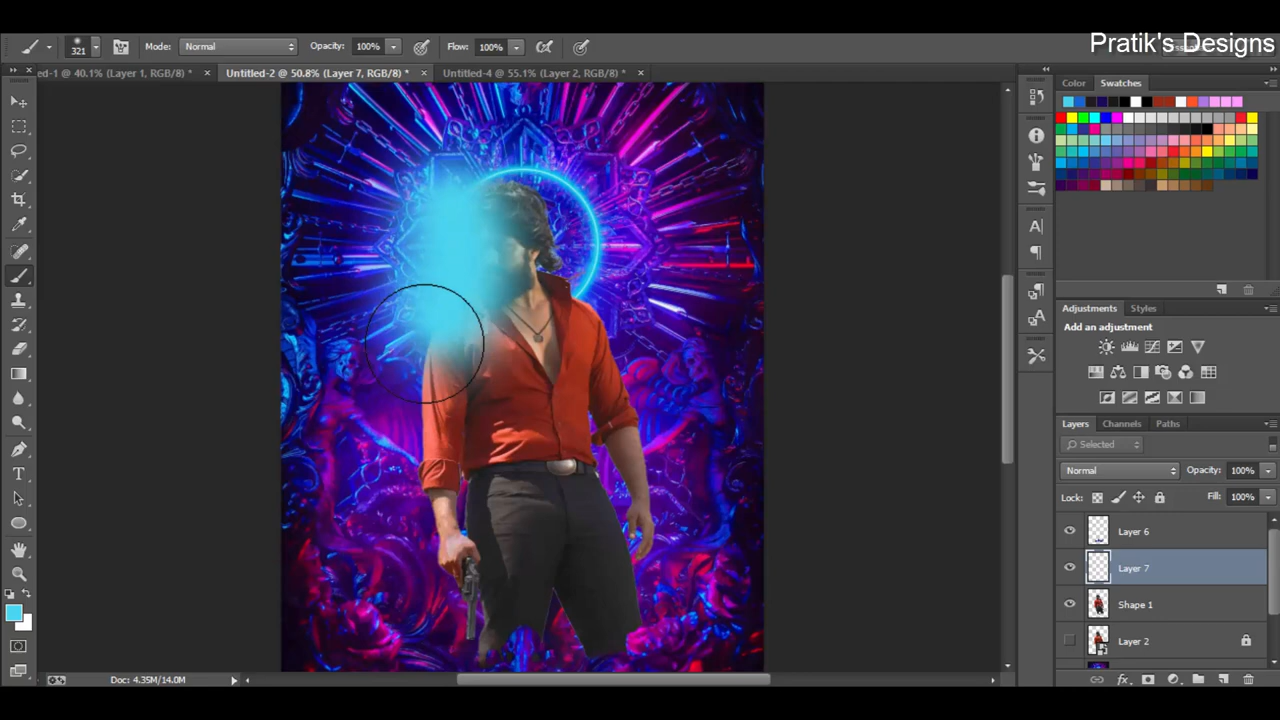 Pratik's Designs
321
Mode:
Normal
Opacity:
100%
Flow:
100%
ed-1 @ 40.1% (Layer 1, RGB/8) *
Untitled-2 @ 50.8% (Layer 7, RGB/8) *
Untitled-4 @ 55.1% (Layer 2, RGB/8) *
Color
Swatches
Adjustments
Styles
Add an adjustment
Layers
Channels
Paths
Selected
Normal
Opacity:
100%
Lock:
Fill:
100%
Layer 6
Layer 7
Shape 1
Layer 2
Doc: 4.35M/14.0M